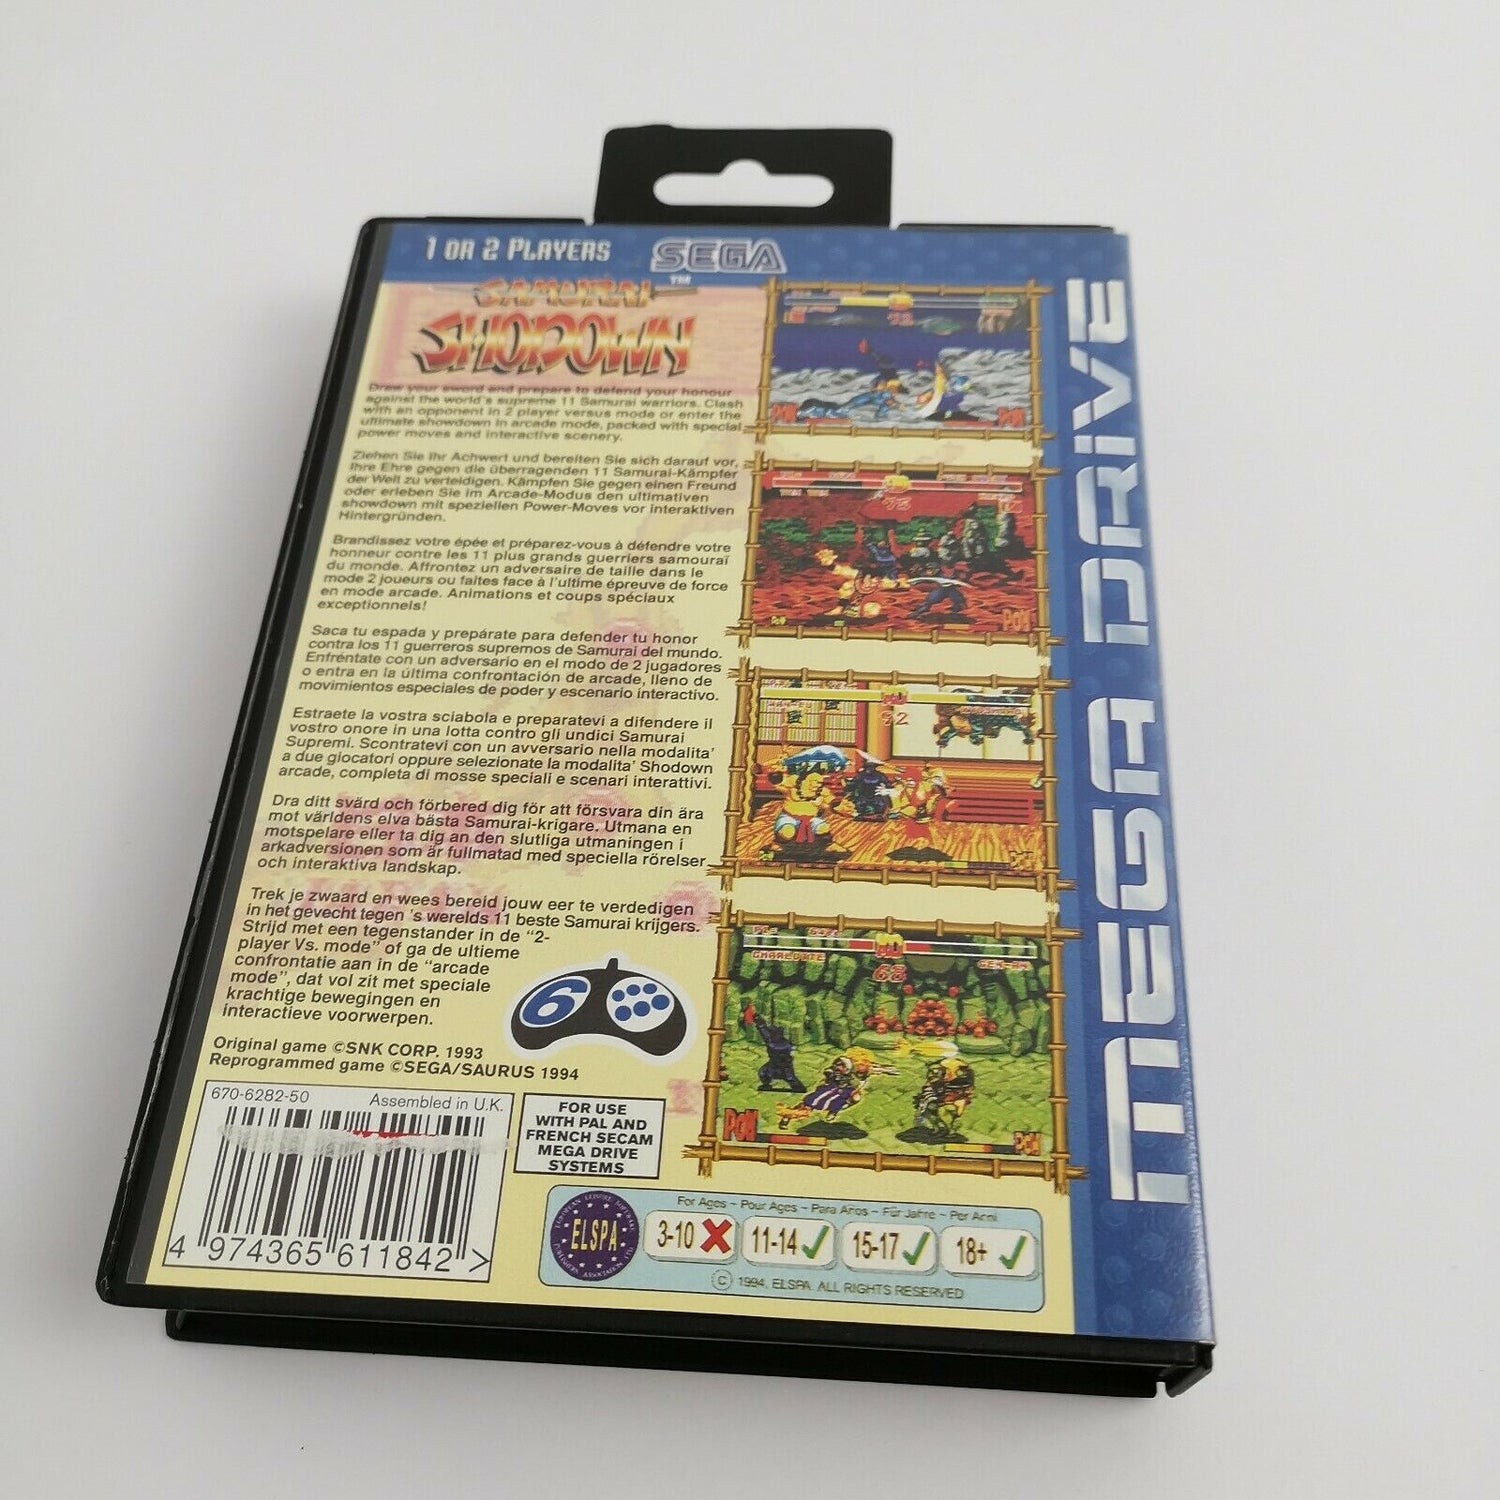 1 OR 2 PLAYERS
SEGA
SAMURAI ™
SHODOWN
Draw your sword and prepare to defend your honour
against the world's supreme 11 Samurai warriors. Clash
with an opponent in 2 player versus mode or enter the
ultimate showdown in arcade mode, packed with special
power moves and interactive scenery.
Ziehen Sie Ihr Achwert und bereiten Sie sich darauf vor,
Ihre Ehre gegen die überragenden 11 Samurai-Kämpfer
der Welt zu verteidigen. Kämpfen Sie gegen einen Freund
oder erleben Sie im Arcade-Modus den ultimativen
showdown mit speziellen Power-Moves vor interaktiven
Hintergründen.
Brandissez votre épée et préparez-vous à défendre votre
honneur contre les 11 plus grands guerriers samouraï
du monde. Affrontez un adversaire de taille dans le
mode 2 joueurs ou faites face à l'ultime épreuve de force
en mode arcade. Animations et coups spéciaux
exceptionnels!
Saca tu espada y prepárate para defender tu honor
contra los 11 guerreros supremos de Samurai del mundo.
Enfréntate con un adversario en el modo de 2 jugadores
o entra en la última confrontación de arcade, lleno de
movimientos especiales de poder y escenario interactivo.
Estraete la vostra sciabola e preparatevi a difendere il
vostro onore in una lotta contro gli undici Samurai
Supremi. Scontratevi con un avversario nella modalita'
a due giocatori oppure selezionate la modalita' Shodown
arcade, completa di mosse speciali e scenari interattivi.
Dra ditt svärd och förbered dig för att försvara din ära
mot världens elva bästa Samurai-krigare. Utmana en
motspelare eller ta dig an den slutliga utmaningen i
arkadversionen som är fullmatad med speciella rörelser
och interaktiva landskap.
Trek je zwaard en wees bereid jouw eer te verdedigen
in het gevecht tegen 's werelds 11 beste Samurai krijgers.
Strijd met een tegenstander in de "2-
player Vs. mode" of ga de ultieme
confrontatie aan in de "arcade
mode", dat vol zit met speciale
krachtige bewegingen en
interactieve voorwerpen.
6
Original game ©SNK CORP. 1993
Reprogrammed game ©SEGA/SAURUS 1994
670-6282-50 Assembled in U.K.
4 974365 611842 >
FOR USE
WITH PAL AND
FRENCH SECAM
MEGA DRIVE
SYSTEMS
EUROPEAN LEISURE SOFTWARE
ELSPA
PUBLISHERS ASSOCIATION LTD
For Ages ~ Pour Ages ~ Para Años ~ Für Jahre ~ Per Anni
3-10 11-14 15-17 18+
© 1994, ELSPA. ALL RIGHTS RESERVED
75
POW
92
CHARLOTTE
GEN-AN
68
POW
POW
MEGA DRIVE